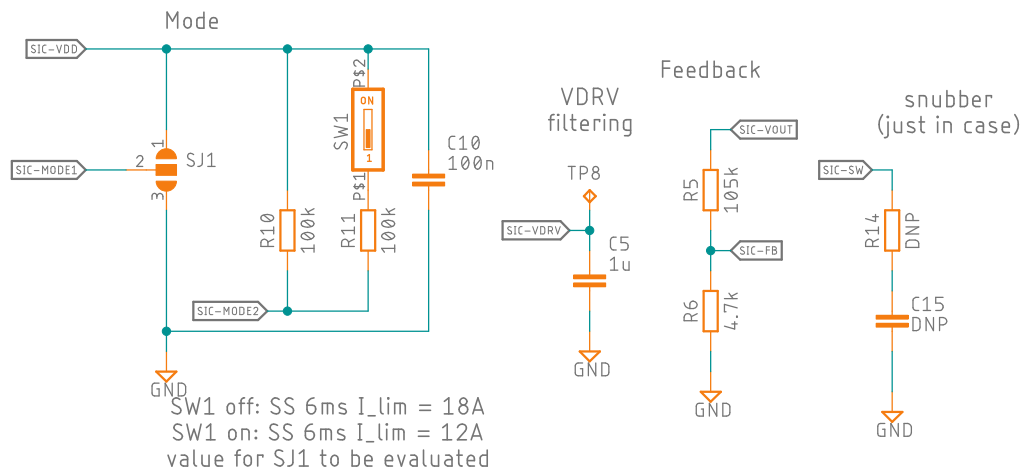 Mode
SIC-VDD
P$2
ON
SW1
1
P$1
1
2
3
SJ1
SIC-MODE1
C10
100n
R10
100k
R11
100k
SIC-MODE2
GND
SW1 off: SS 6ms I_lim = 18A
SW1 on: SS 6ms I_lim = 12A
value for SJ1 to be evaluated
VDRV
filtering
TP8
SIC-VDRV
C5
1u
GND
Feedback
SIC-VOUT
R5
105k
SIC-FB
R6
4.7k
GND
snubber
(just in case)
SIC-SW
R14
DNP
C15
DNP
GND